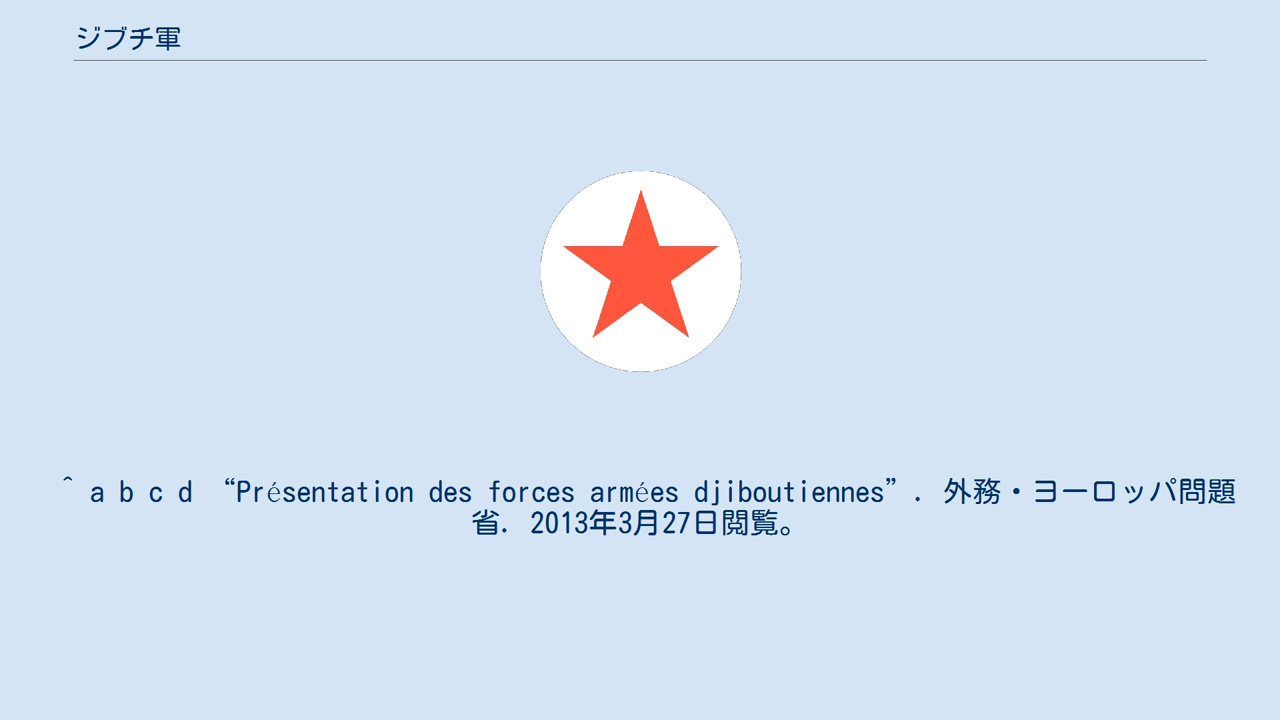 ジブチ軍
^ a b c d “Présentation des forces armées djiboutiennes”. 外務・ヨーロッパ問題
省. 2013年3月27日閲覧。